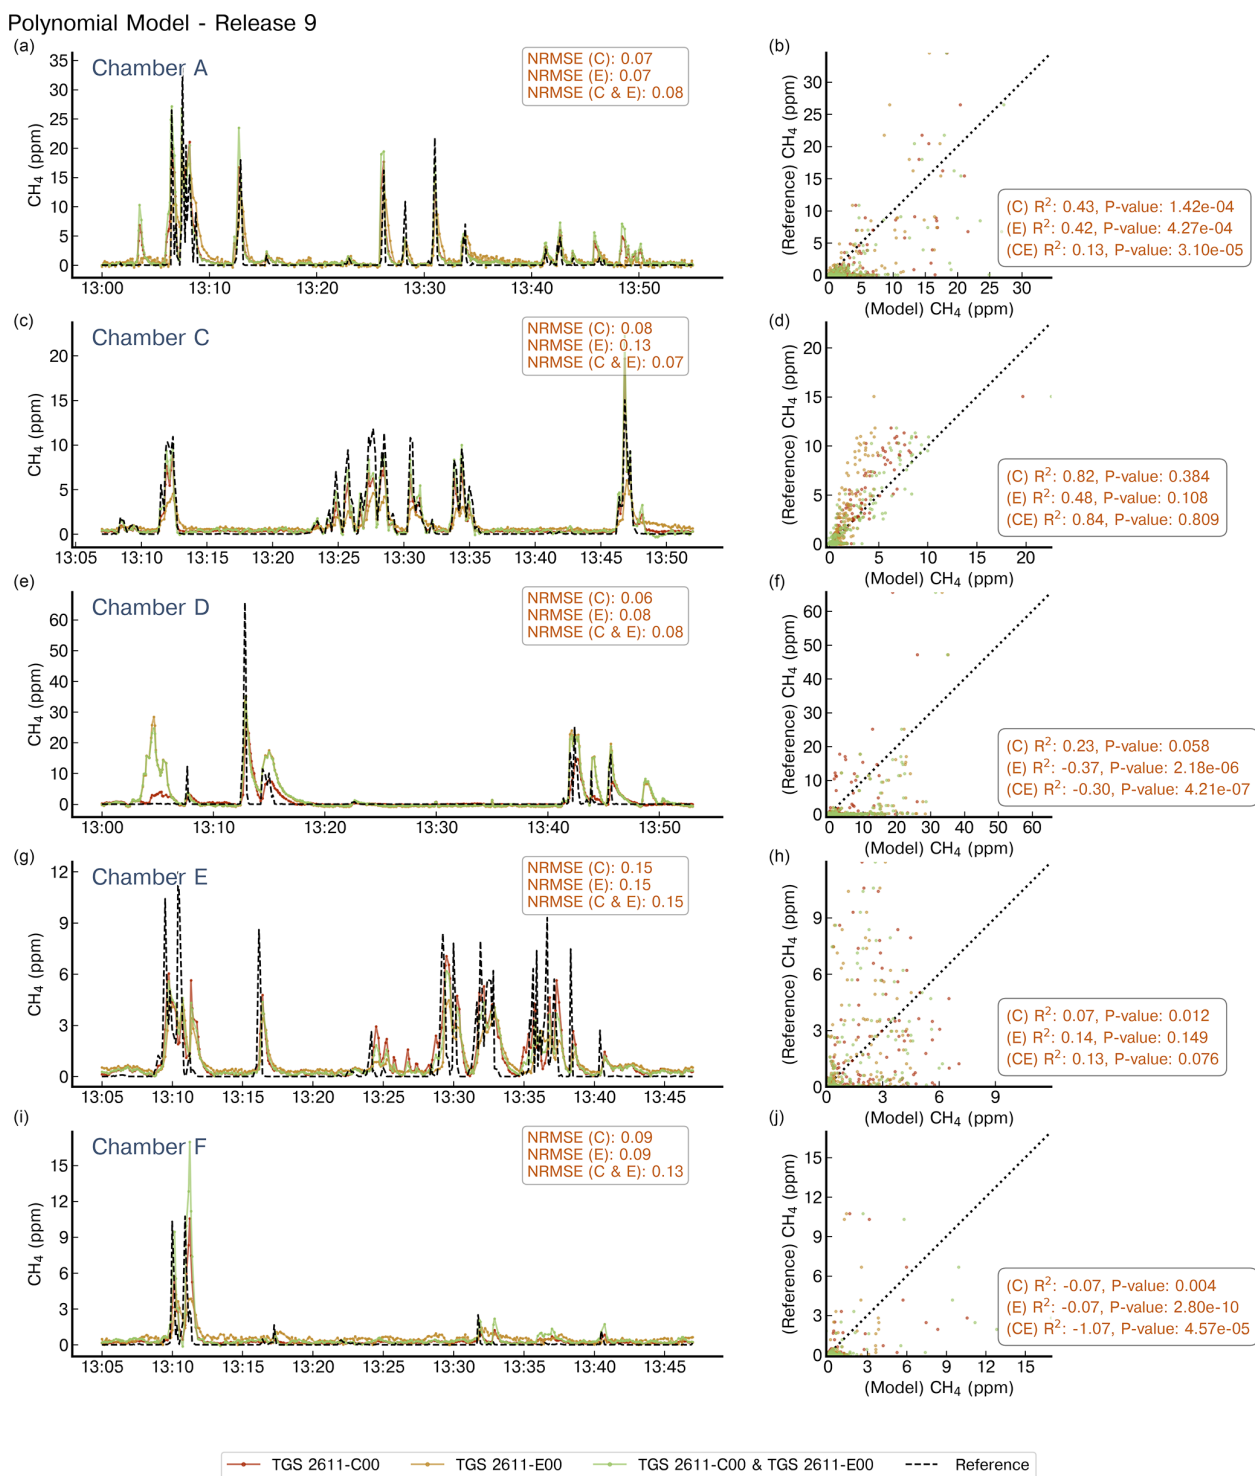 Polynomial Model - Release 9
(a)
Chamber A
NRMSE (C): 0.07
NRMSE (E): 0.07
NRMSE (C & E): 0.08
CH4 (ppm)
35
30
25
20
15
10
5
0
13:00 13:10 13:20 13:30 13:40 13:50
(b)
(Reference) CH4 (ppm)
30
25
20
15
10
5
0
0 5 10 15 20 25 30
(Model) CH4 (ppm)
(C) R2: 0.43, P-value: 1.42e-04
(E) R2: 0.42, P-value: 4.27e-04
(CE) R2: 0.13, P-value: 3.10e-05
(c)
Chamber C
NRMSE (C): 0.08
NRMSE (E): 0.13
NRMSE (C & E): 0.07
CH4 (ppm)
20
15
10
5
0
13:05 13:10 13:15 13:20 13:25 13:30 13:35 13:40 13:45 13:50
(d)
(Reference) CH4 (ppm)
20
15
10
5
0
0 5 10 20
(Model) CH4 (ppm)
(C) R2: 0.82, P-value: 0.384
(E) R2: 0.48, P-value: 0.108
(CE) R2: 0.84, P-value: 0.809
(e)
Chamber D
NRMSE (C): 0.06
NRMSE (E): 0.08
NRMSE (C & E): 0.08
CH4 (ppm)
60
50
40
30
20
10
0
13:00 13:10 13:20 13:30 13:40 13:50
(f)
(Reference) CH4 (ppm)
60
50
40
30
20
10
0
0 10 20 30 40 50 60
(Model) CH4 (ppm)
(C) R2: 0.23, P-value: 0.058
(E) R2: -0.37, P-value: 2.18e-06
(CE) R2: -0.30, P-value: 4.21e-07
(g)
Chamber E
NRMSE (C): 0.15
NRMSE (E): 0.15
NRMSE (C & E): 0.15
CH4 (ppm)
12
9
6
3
0
13:05 13:10 13:15 13:20 13:25 13:30 13:35 13:40 13:45
(h)
(Reference) CH4 (ppm)
9
6
3
0
0 3 6 9
(Model) CH4 (ppm)
(C) R2: 0.07, P-value: 0.012
(E) R2: 0.14, P-value: 0.149
(CE) R2: 0.13, P-value: 0.076
(i)
Chamber F
NRMSE (C): 0.09
NRMSE (E): 0.09
NRMSE (C & E): 0.13
CH4 (ppm)
15
12
9
6
3
0
13:05 13:10 13:15 13:20 13:25 13:30 13:35 13:40 13:45
(j)
(Reference) CH4 (ppm)
15
12
9
6
3
0
0 3 6 9 12 15
(Model) CH4 (ppm)
(C) R2: -0.07, P-value: 0.004
(E) R2: -0.07, P-value: 2.80e-10
(CE) R2: -1.07, P-value: 4.57e-05
TGS 2611-C00 TGS 2611-E00 TGS 2611-C00 & TGS 2611-E00 Reference